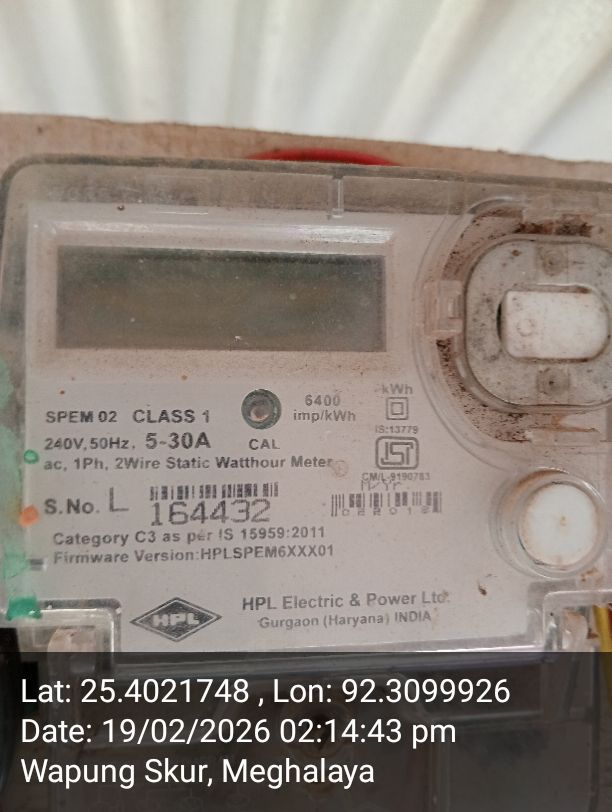 6400
imp/kWh
kWh
SPEM 02 CLASS 1
240V, 50Hz, 5-30A
CAL
IS:13779
ac, 1Ph, 2Wire Static Watthour Meter
CM/L-9190783
M/Yr
S.No. L 164432
Category C3 as per IS 15959:2011
Firmware Version:HPLSPEM6XXX01
HPL
HPL Electric & Power Ltd.
Gurgaon (Haryana) INDIA
Lat: 25.4021748 , Lon: 92.3099926
Date: 19/02/2026 02:14:43 pm
Wapung Skur, Meghalaya